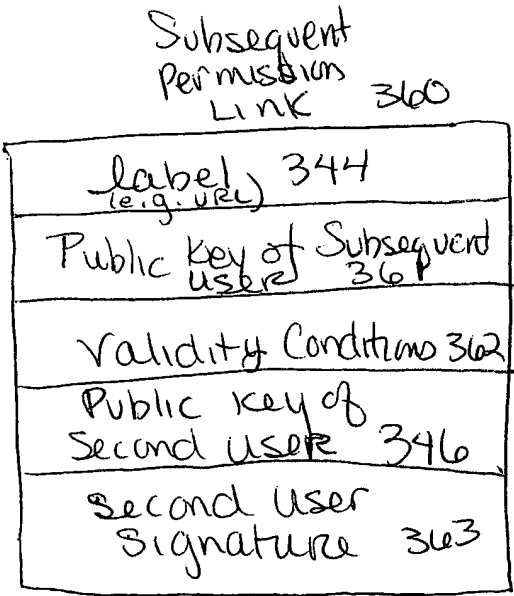 Subsequent
Permission
Link 360
label 344
(e.g. URL)
Public Key of Subsequent
user 361
Validity Conditions 362
Public Key of
Second user 346
Second User
Signature 363